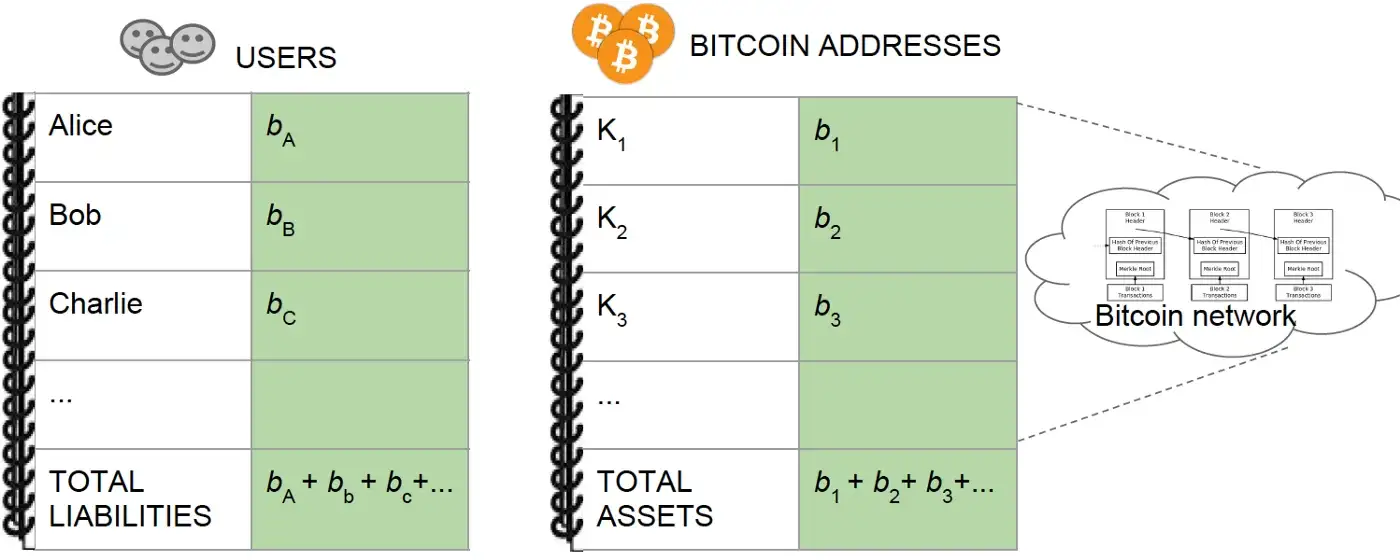 USERS
Alice b_A
Bob b_B
Charlie b_C
...
TOTAL LIABILITIES b_A + b_b + b_c+...
BITCOIN ADDRESSES
K_1 b_1
K_2 b_2
K_3 b_3
...
TOTAL ASSETS b_1 + b_2+ b_3+...
Block 1 Header
Hash Of Previous Block Header
Merkle Root
Block 1 Transactions
Block 2 Header
Hash Of Previous Block Header
Merkle Root
Block 2 Transactions
Block 3 Header
Hash Of Previous Block Header
Merkle Root
Block 3 Transactions
Bitcoin network